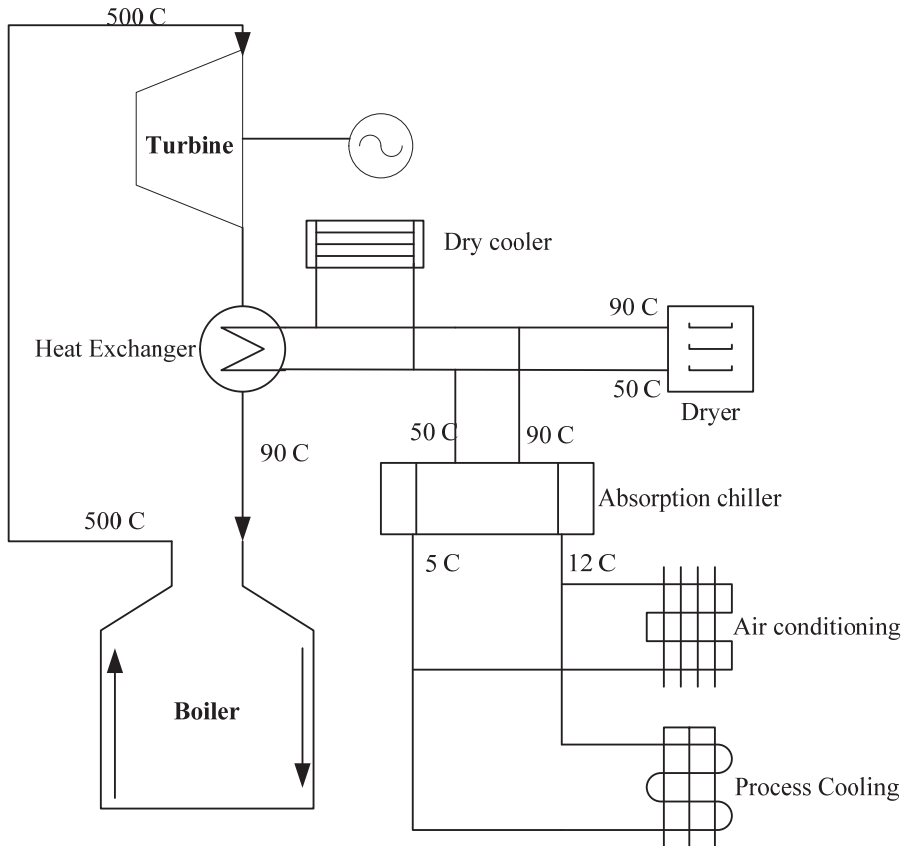 500 C
Turbine
Dry cooler
90 C
Heat Exchanger
50 C
Dryer
50 C
90 C
90 C
Absorption chiller
500 C
5 C
12 C
Air conditioning
Boiler
Process Cooling